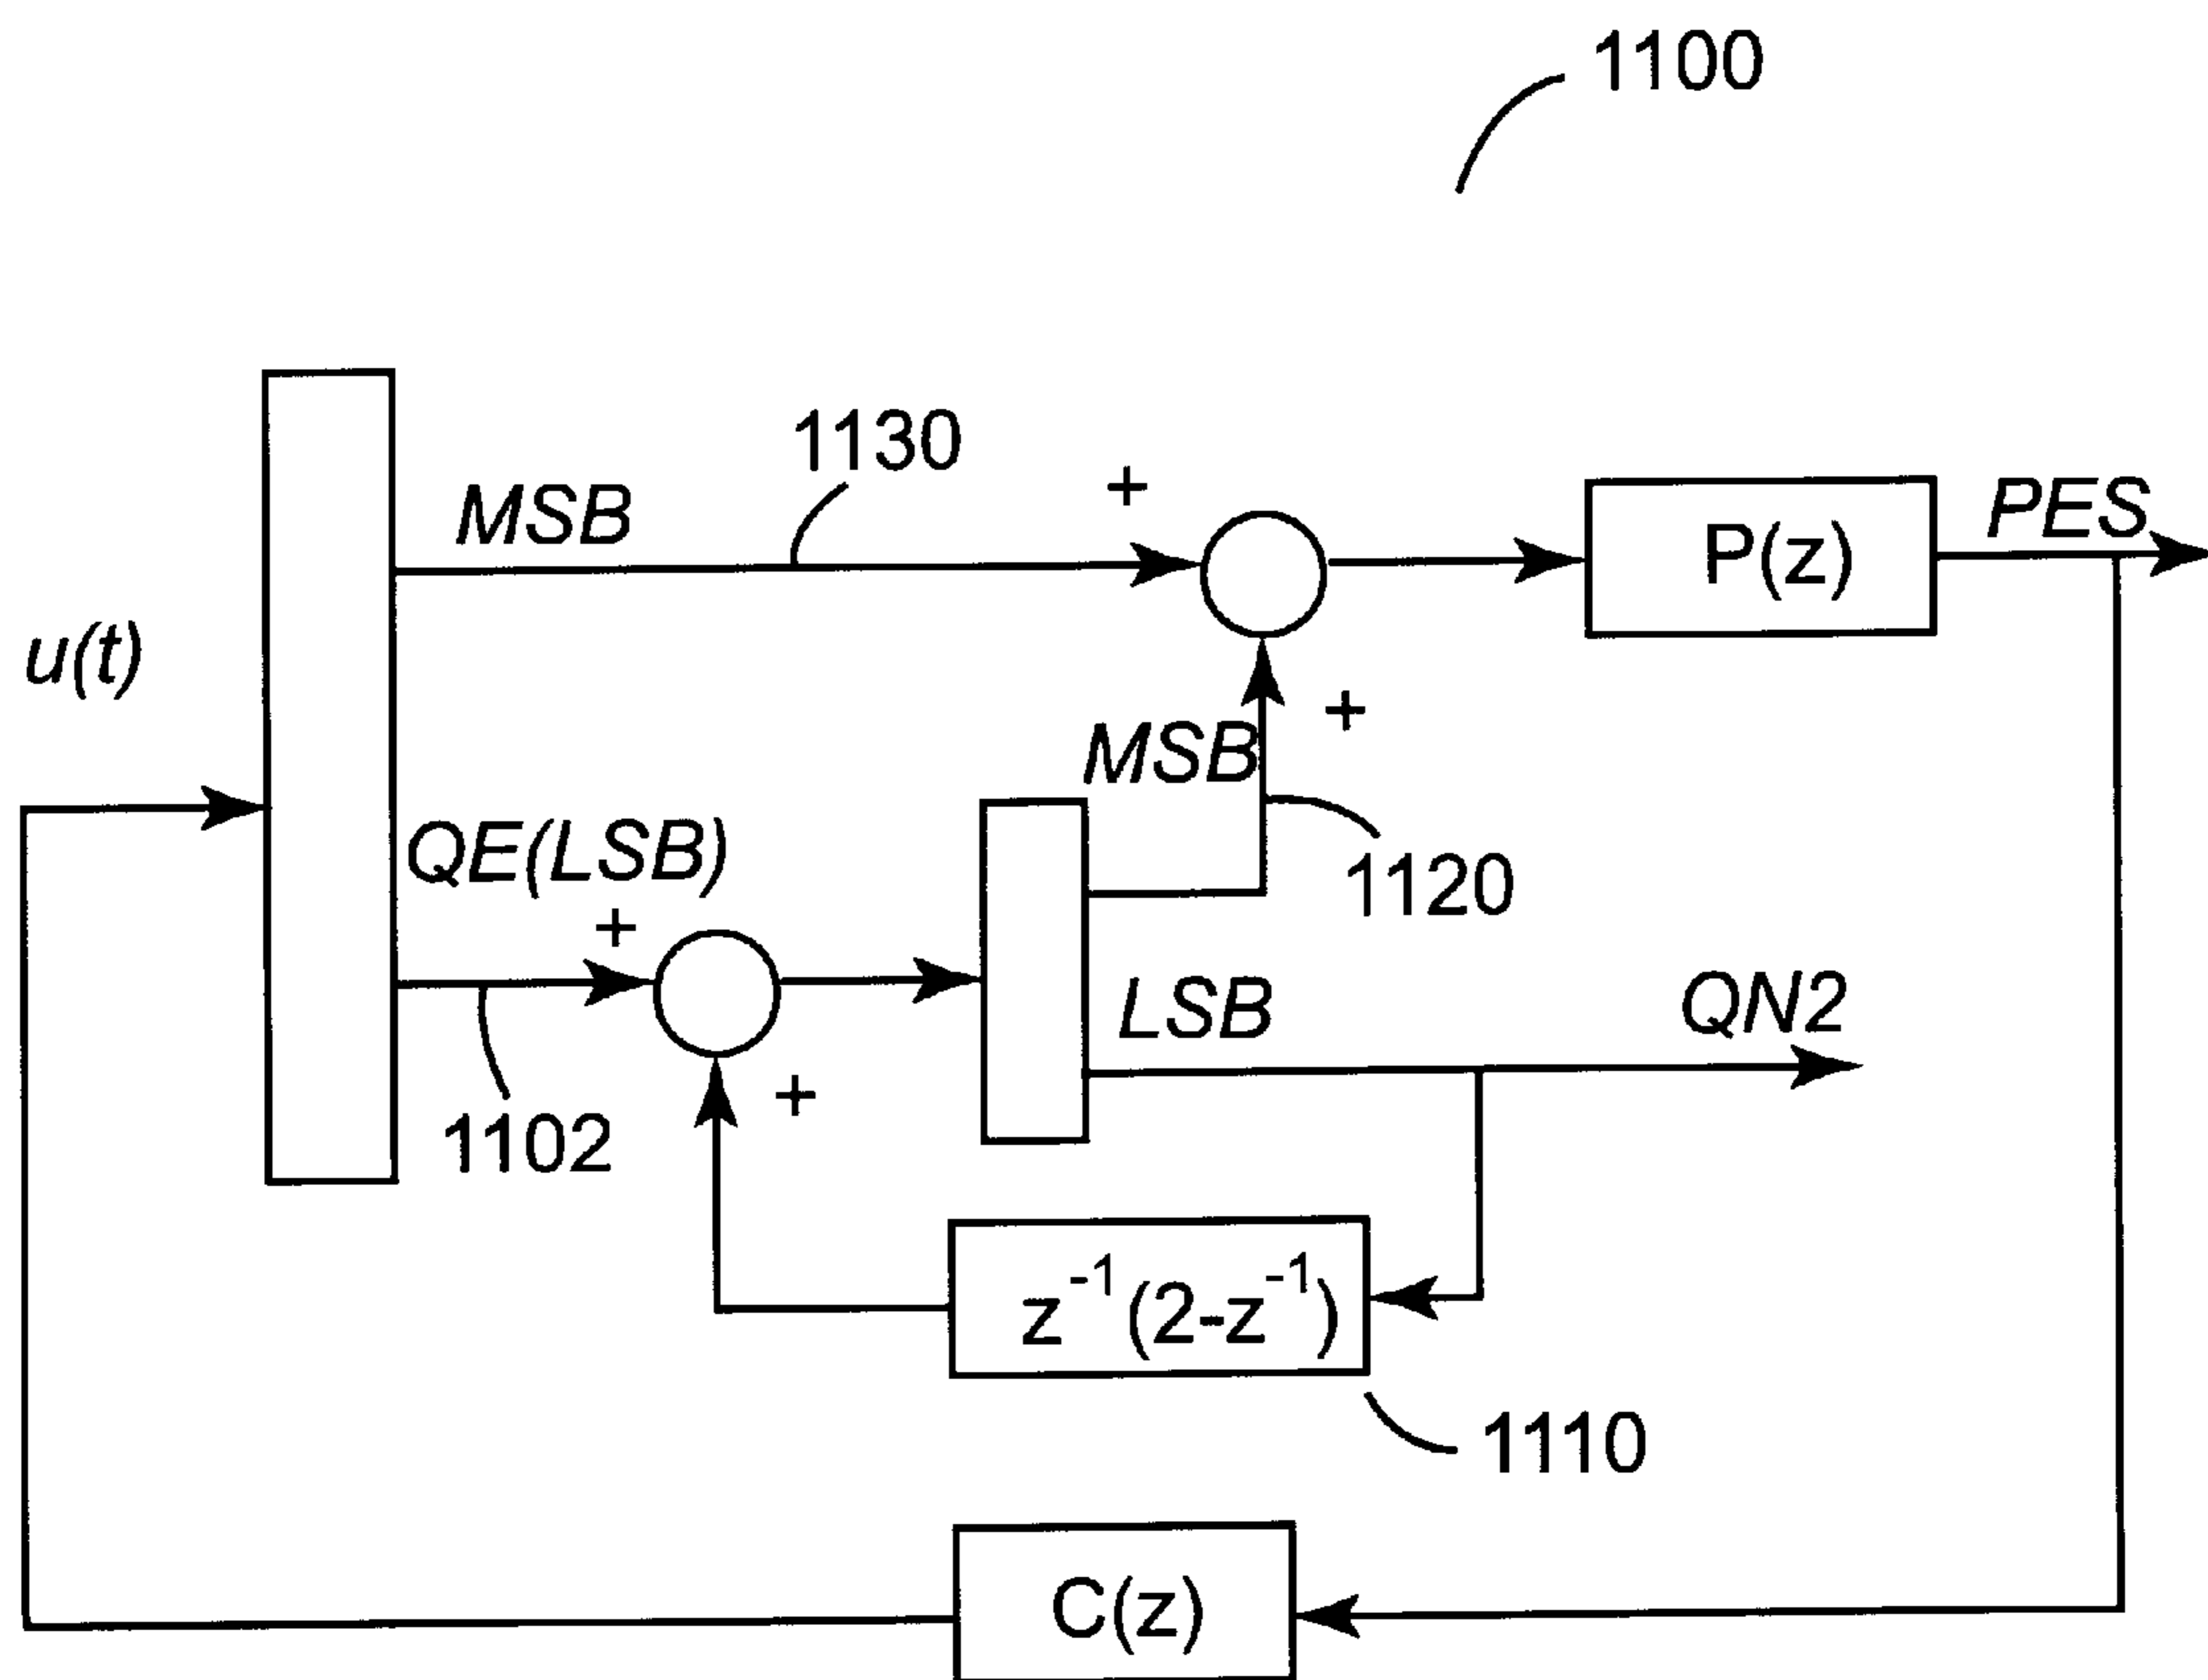 1100
1130
MSB
+
P(z)
PES
u(t)
+
MSB
QE(LSB)
+
1120
LSB
QN2
1102
+
z⁻¹(2-z⁻¹)
1110
C(z)